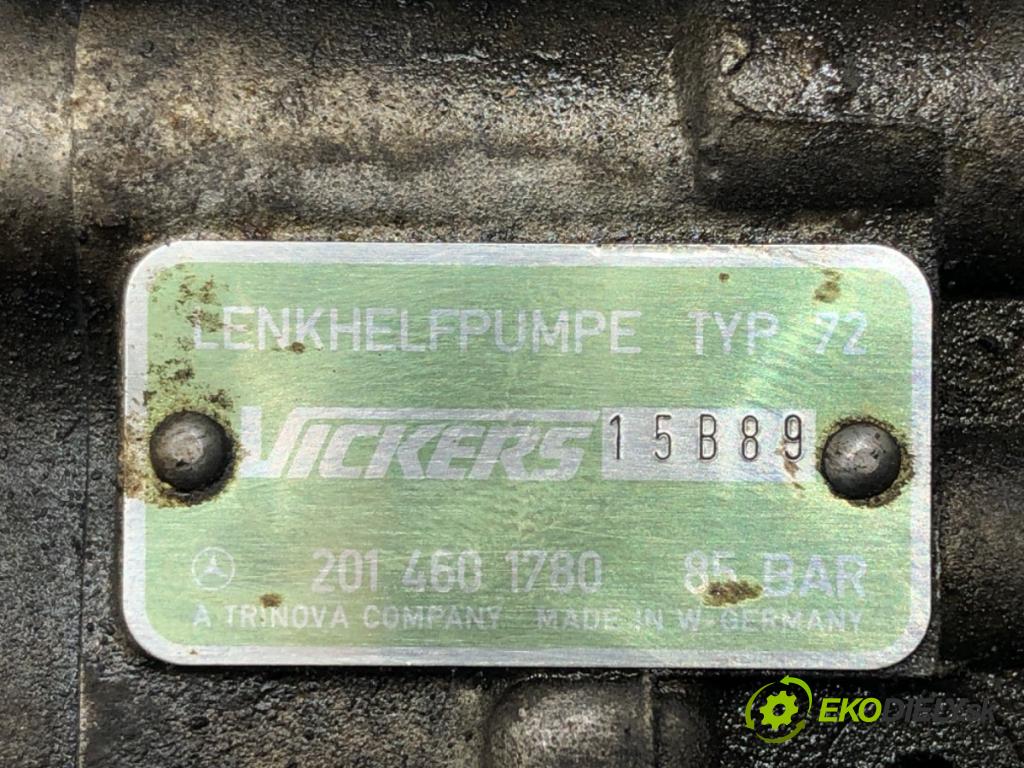 LENKHELFPUMPE TYP 72
VICKERS 15B89
201 460 1780 85 BAR
A TRINOVA COMPANY MADE IN W-GERMANY
EKODIELY.sk